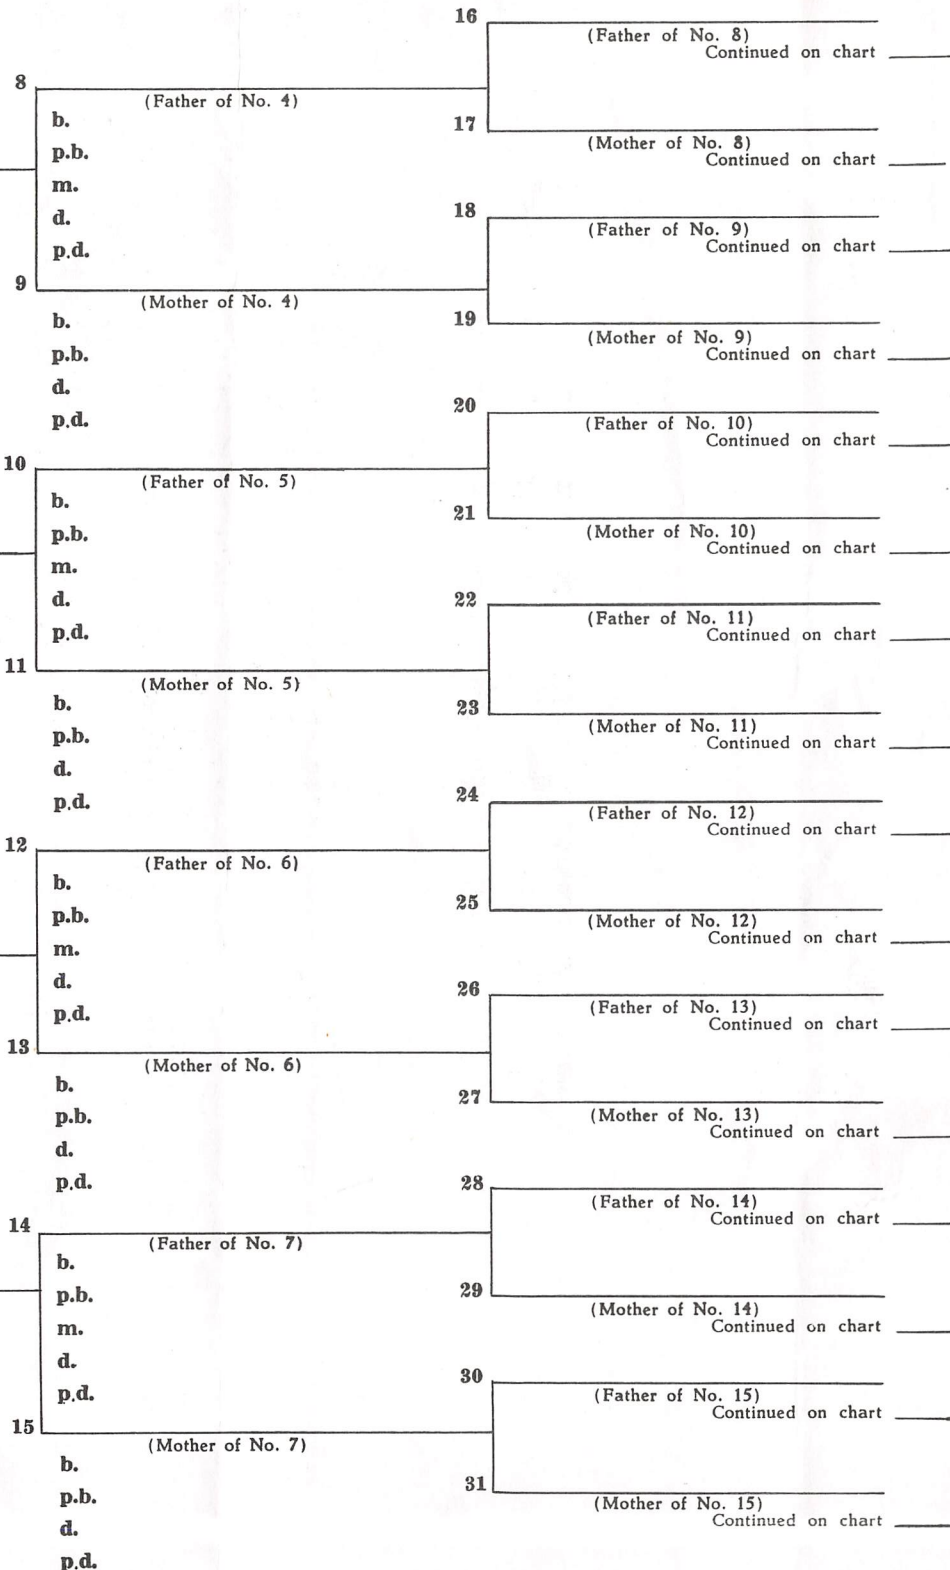 8
(Father of No. 4)
b.
p.b.
m.
d.
p.d.
9
(Mother of No. 4)
b.
p.b.
d.
p.d.
10
(Father of No. 5)
b.
p.b.
m.
d.
p.d.
11
(Mother of No. 5)
b.
p.b.
d.
p.d.
12
(Father of No. 6)
b.
p.b.
m.
d.
p.d.
13
(Mother of No. 6)
b.
p.b.
d.
p.d.
14
(Father of No. 7)
b.
p.b.
m.
d.
p.d.
15
(Mother of No. 7)
b.
p.b.
d.
p.d.
16
(Father of No. 8)
Continued on chart
17
(Mother of No. 8)
Continued on chart
18
(Father of No. 9)
Continued on chart
19
(Mother of No. 9)
Continued on chart
20
(Father of No. 10)
Continued on chart
21
(Mother of No. 10)
Continued on chart
22
(Father of No. 11)
Continued on chart
23
(Mother of No. 11)
Continued on chart
24
(Father of No. 12)
Continued on chart
25
(Mother of No. 12)
Continued on chart
26
(Father of No. 13)
Continued on chart
27
(Mother of No. 13)
Continued on chart
28
(Father of No. 14)
Continued on chart
29
(Mother of No. 14)
Continued on chart
30
(Father of No. 15)
Continued on chart
31
(Mother of No. 15)
Continued on chart